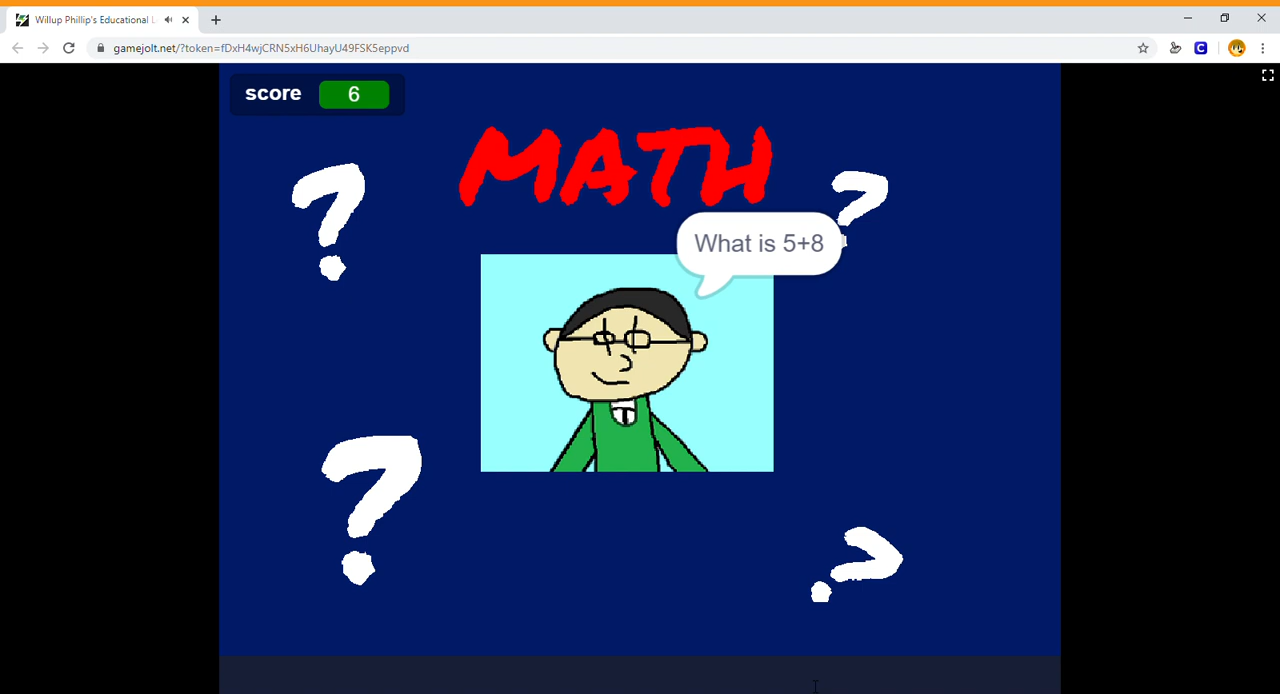 Willup Phillip's Educational
gamejolt.net/?token=fDxH4wjCRN5xH6UhayU49FSK5eppvd
score 6
MATH
?
?
What is 5+8
?
?